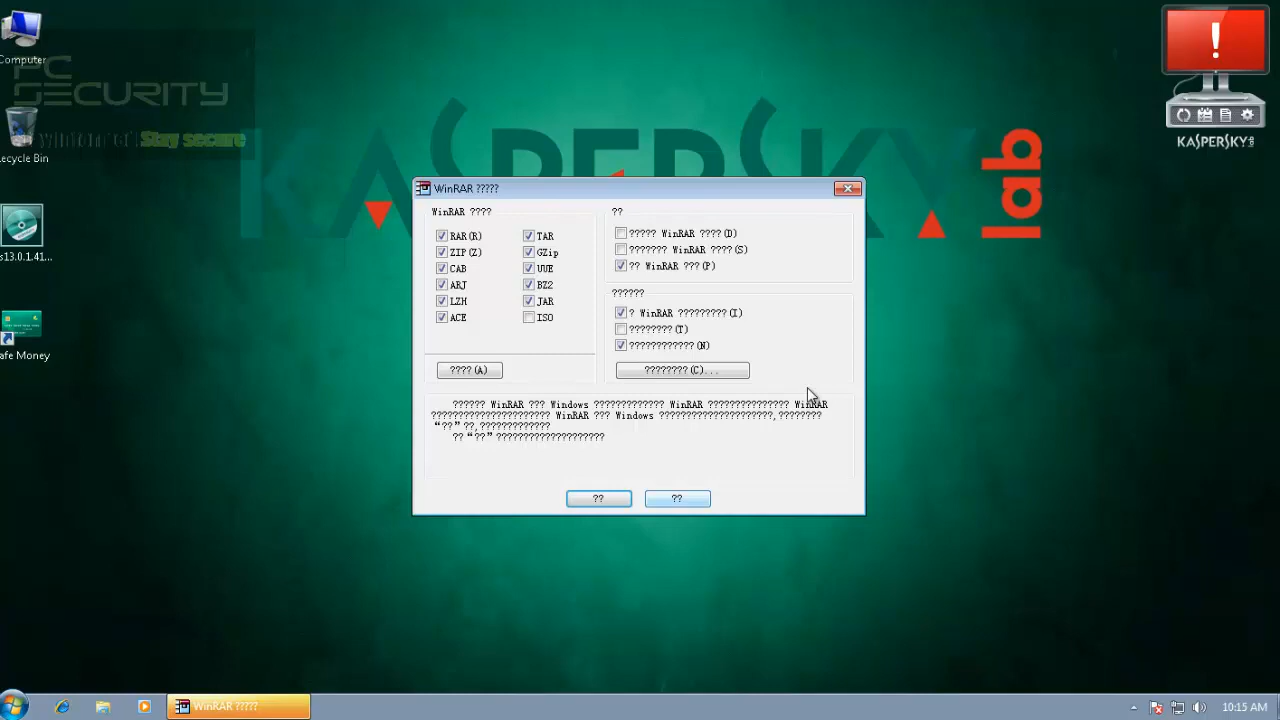 Computer
PC
SECURITY
Stay secure
Recycle Bin
s13.0.1.41...
afe Money
KASPERSKY lab
KASPERSKY
WinRAR ?????
WinRAR ????
RAR(R)
TAR
ZIP(Z)
GZip
CAB
UUE
ARJ
BZ2
LZH
JAR
ACE
ISO
????(A)
??
????? WinRAR ????(D)
??????? WinRAR ????(S)
?? WinRAR ???(P)
??????
? WinRAR ?????????(I)
????????(T)
????????????(N)
????????(C)...
?????? WinRAR ??? Windows ????????????? WinRAR ??????????????? WinRAR
?????????????????????? WinRAR ??? Windows ?????????????????????,????????
“??”??,?????????????
??“??”????????????????????
??
??
WinRAR ?????
10:15 AM